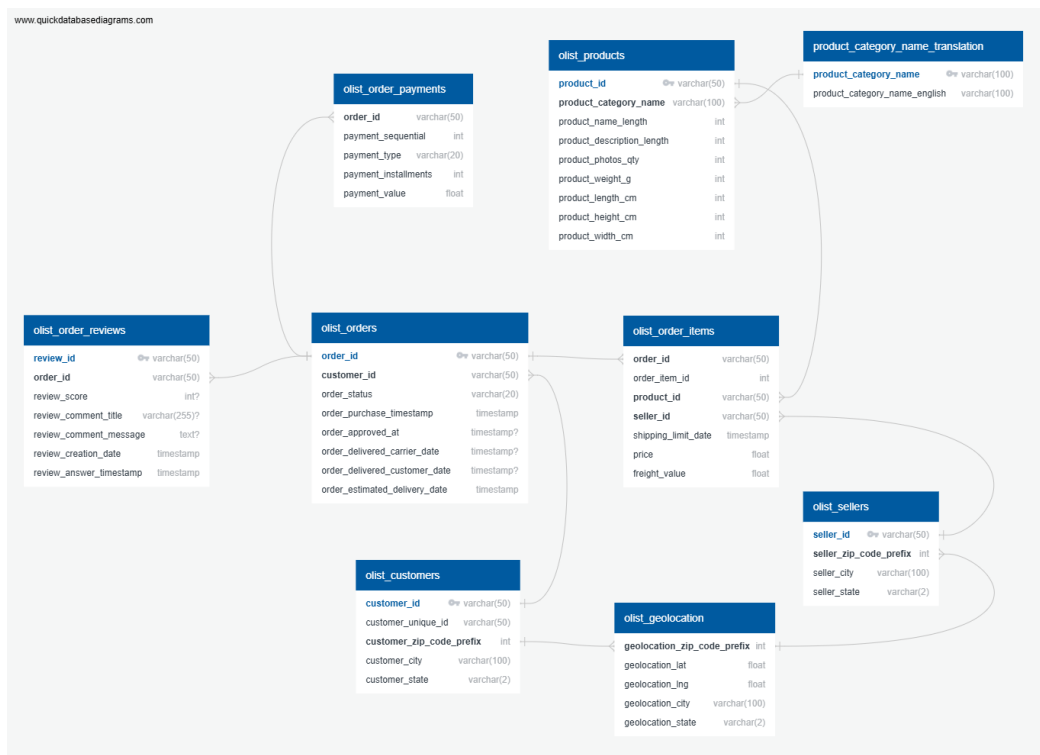 www.quickdatabasediagrams.com
olist_order_payments
order_id varchar(50)
payment_sequential int
payment_type varchar(20)
payment_installments int
payment_value float
olist_products
product_id varchar(50)
product_category_name varchar(100)
product_name_length int
product_description_length int
product_photos_qty int
product_weight_g int
product_length_cm int
product_height_cm int
product_width_cm int
product_category_name_translation
product_category_name varchar(100)
product_category_name_english varchar(100)
olist_order_reviews
review_id varchar(50)
order_id varchar(50)
review_score int?
review_comment_title varchar(255)?
review_comment_message text?
review_creation_date timestamp
review_answer_timestamp timestamp
olist_orders
order_id varchar(50)
customer_id varchar(50)
order_status varchar(20)
order_purchase_timestamp timestamp
order_approved_at timestamp?
order_delivered_carrier_date timestamp?
order_delivered_customer_date timestamp?
order_estimated_delivery_date timestamp
olist_order_items
order_id varchar(50)
order_item_id int
product_id varchar(50)
seller_id varchar(50)
shipping_limit_date timestamp
price float
freight_value float
olist_sellers
seller_id varchar(50)
seller_zip_code_prefix int
seller_city varchar(100)
seller_state varchar(2)
olist_customers
customer_id varchar(50)
customer_unique_id varchar(50)
customer_zip_code_prefix int
customer_city varchar(100)
customer_state varchar(2)
olist_geolocation
geolocation_zip_code_prefix int
geolocation_lat float
geolocation_lng float
geolocation_city varchar(100)
geolocation_state varchar(2)